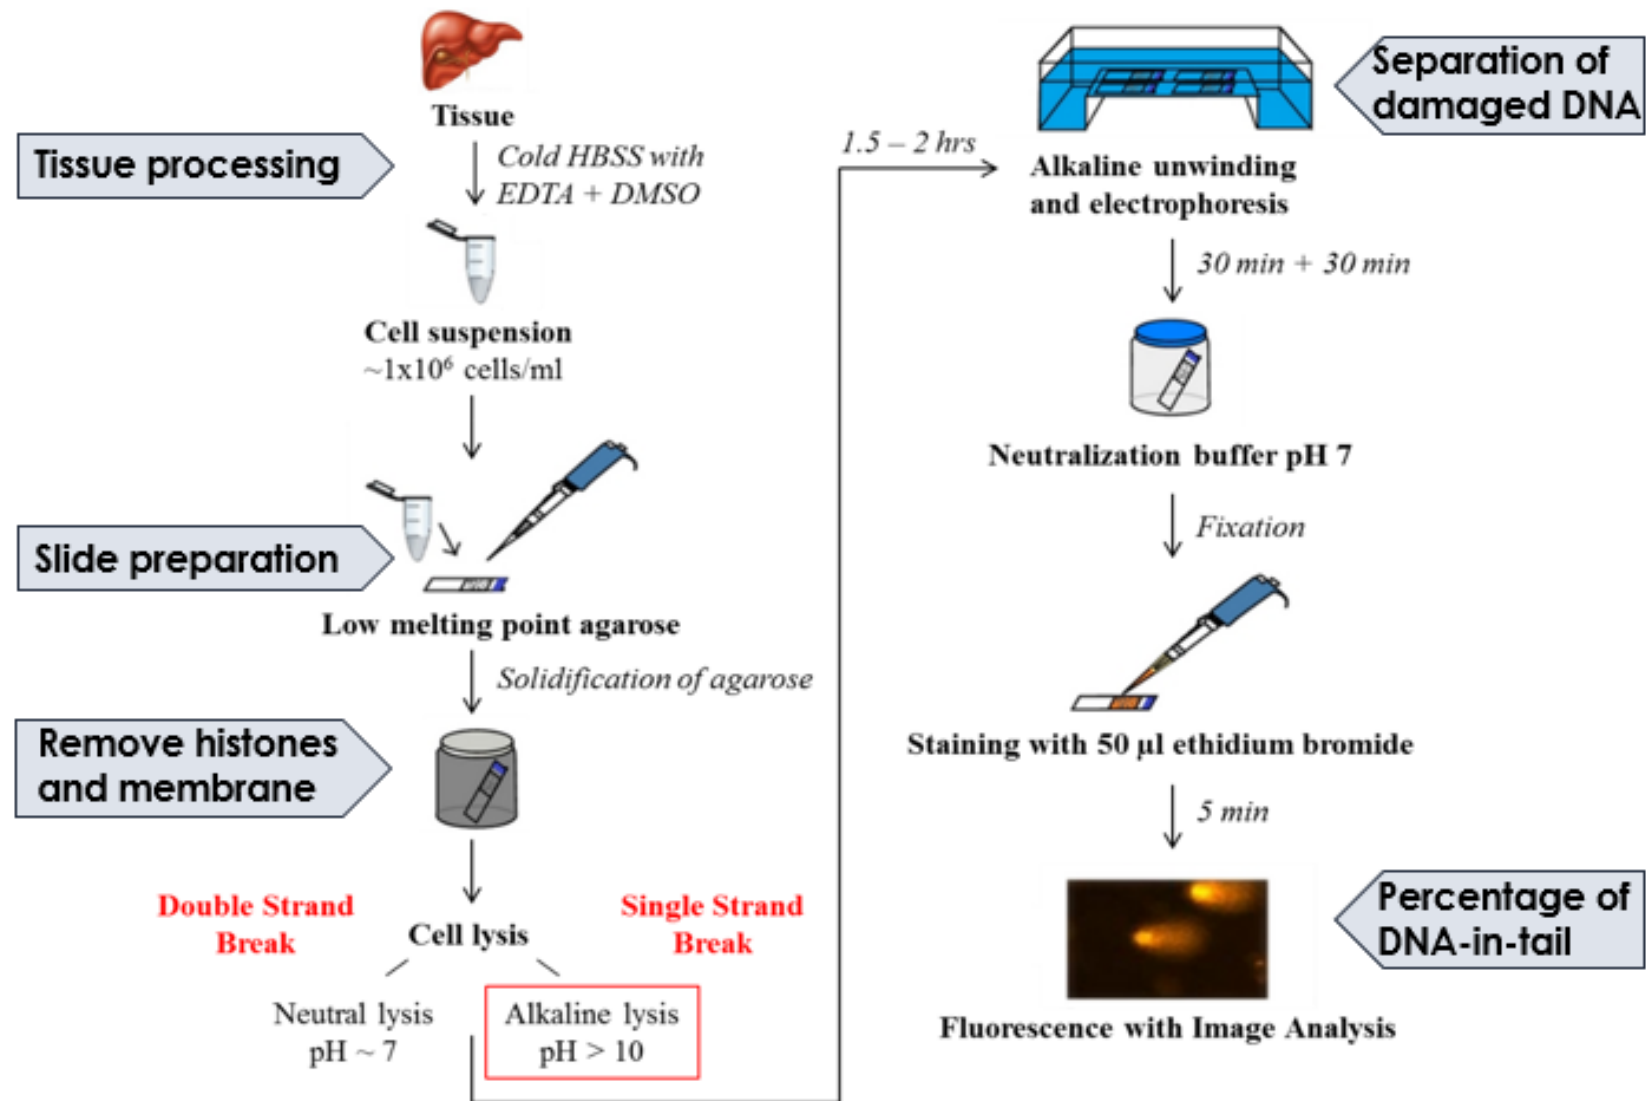 Tissue
Tissue processing
Cold HBSS with
EDTA + DMSO
Cell suspension
~1x10⁶ cells/ml
Slide preparation
Low melting point agarose
Solidification of agarose
Remove histones
and membrane
Double Strand
Break
Cell lysis
Single Strand
Break
Neutral lysis
pH ~ 7
Alkaline lysis
pH > 10
1.5 – 2 hrs
Separation of
damaged DNA
Alkaline unwinding
and electrophoresis
30 min + 30 min
Neutralization buffer pH 7
Fixation
Staining with 50 µl ethidium bromide
5 min
Percentage of
DNA-in-tail
Fluorescence with Image Analysis